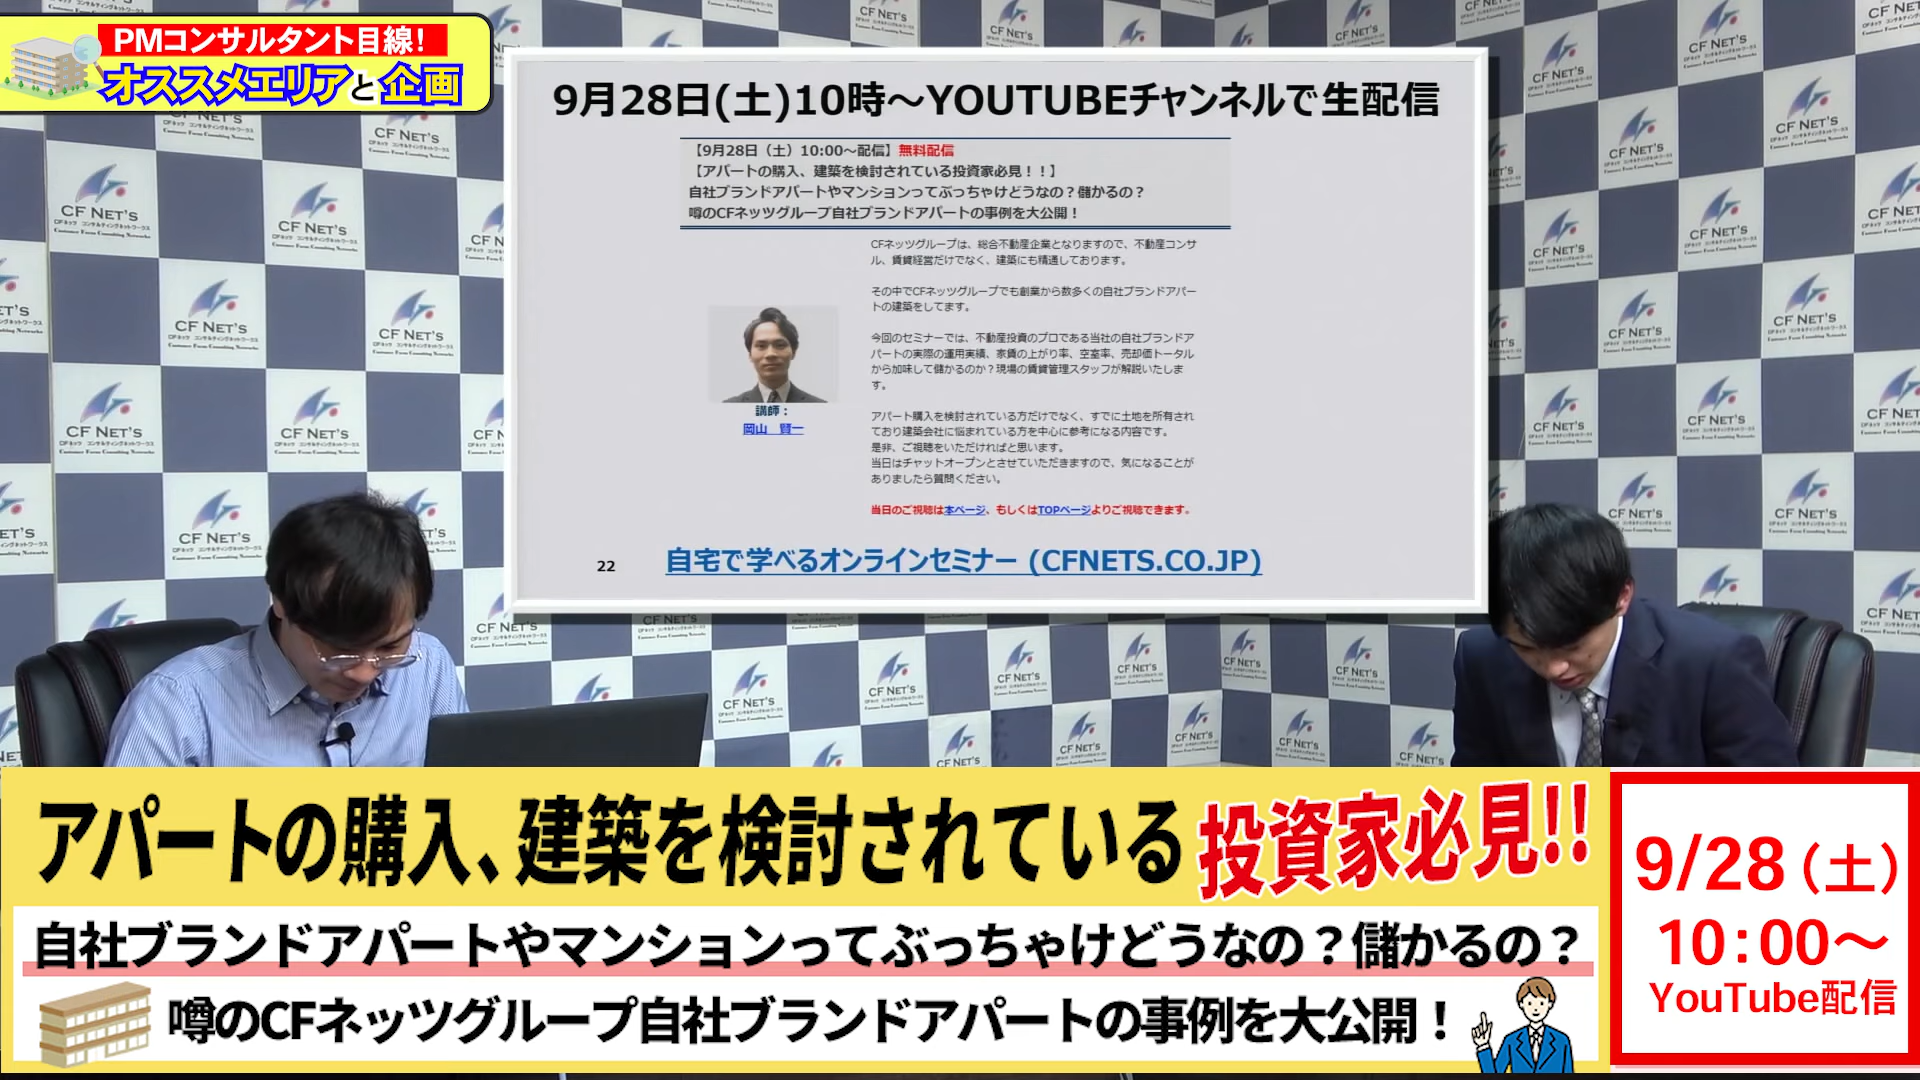 PMコンサルタント目線!
オススメエリアと企画
9月28日(土)10時～YOUTUBEチャンネルで生配信
【9月28日（土）10:00～配信】無料配信
【アパートの購入、建築を検討されている投資家必見！！】
自社ブランドアパートやマンションってぶっちゃけどうなの？儲かるの？
噂のCFネッツグループ自社ブランドアパートの事例を大公開！
CFネッツグループは、総合不動産企業となりますので、不動産コンサ
ル、賃貸経営だけでなく、建築にも精通しております。
その中でCFネッツグループでも創業から数多くの自社ブランドアパー
トの建築をしてます。
今回のセミナーでは、不動産投資のプロである当社の自社ブランドア
パートの実際の運用実績、家賃の上がり率、空室率、売却価トータル
から加味して儲かるのか？現場の賃貸管理スタッフが解説いたしま
す。
アパート購入を検討されている方だけでなく、すでに土地を所有され
ており建築会社に悩まれている方を中心に参考になる内容です。
是非、ご視聴をいただければと思います。
当日はチャットオープンとさせていただきますので、気になることが
ありましたら質問ください。
当日のご視聴は本ページ、もしくはTOPページよりご視聴できます。
講師：
岡山　賢一
22
自宅で学べるオンラインセミナー (CFNETS.CO.JP)
CF NET'S
CFネッツ コンサルティングネットワークス
Customer Focus Consulting Networks
アパートの購入、建築を検討されている投資家必見!!
自社ブランドアパートやマンションってぶっちゃけどうなの？儲かるの？
噂のCFネッツグループ自社ブランドアパートの事例を大公開！
9/28（土）
10：00～
YouTube配信